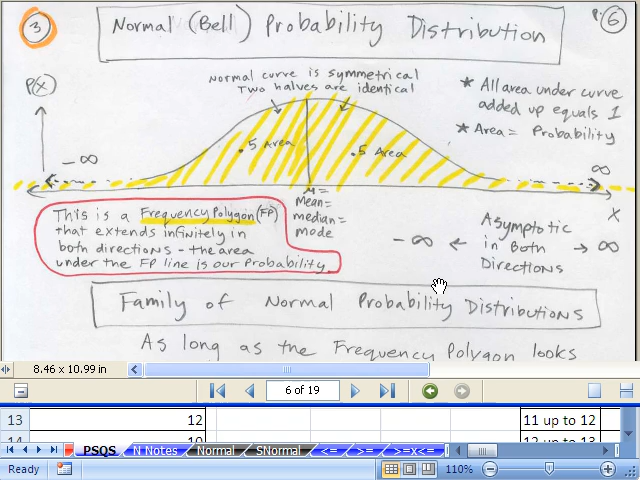 3
Normal (Bell) Probability Distribution
P. 6
P(X)
Normal curve is symmetrical
Two halves are identical
* All area under curve
added up equals 1
* Area = Probability
.5 Area
.5 Area
-∞
∞
μ =
Mean=
median=
mode
X
This is a Frequency Polygon (FP)
that extends infinitely in
both directions - the area
under the FP line is our Probability.
-∞ ← Asymptotic
in Both
Directions → ∞
Family of Normal Probability Distributions
As long as the Frequency Polygon looks
8.46 x 10.99 in
6 of 19
13 12 11 up to 12
14 10 12 up to 13
PSQS N Notes Normal SNormal <= >= >=x<=
Ready 110%